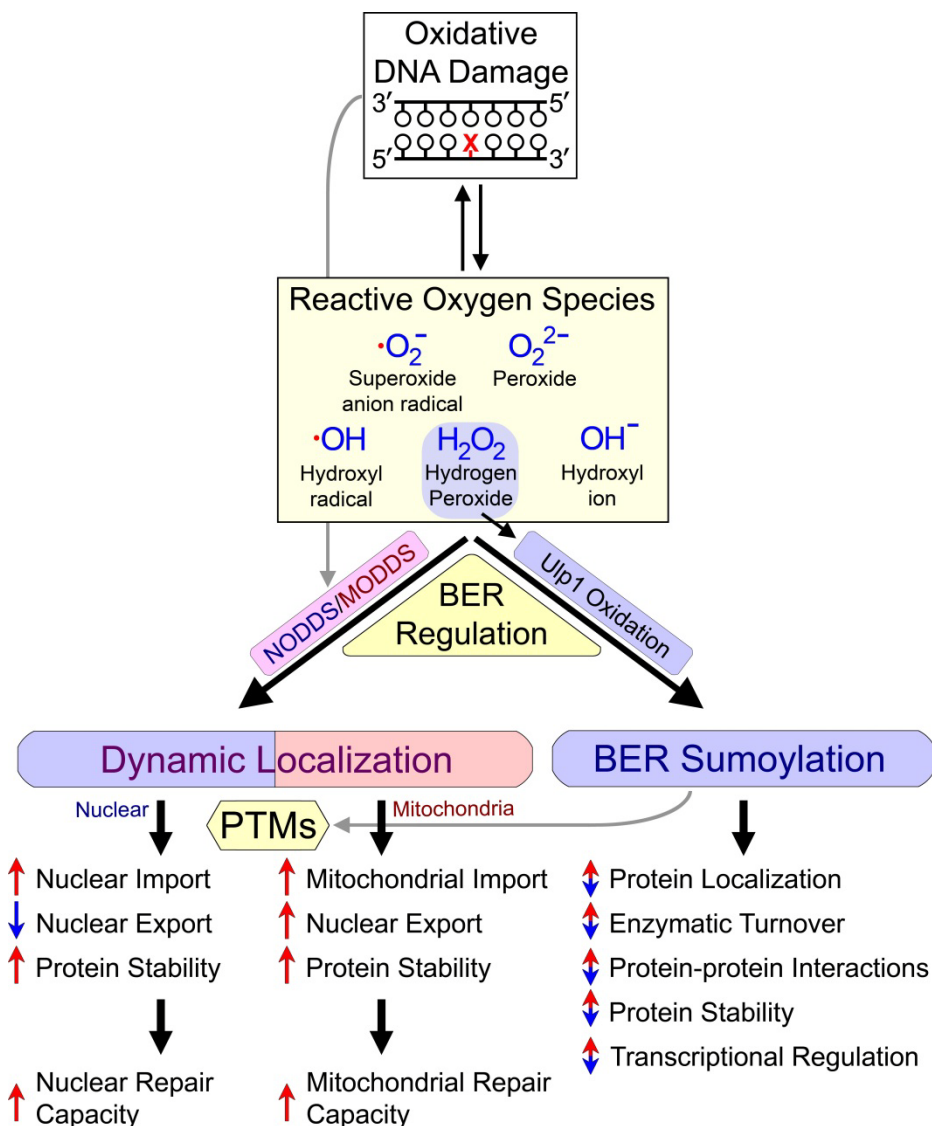 Oxidative
DNA Damage
3′ 5′
X
5′ 3′
Reactive Oxygen Species
·O₂⁻ O₂²⁻
Superoxide Peroxide
anion radical
·OH H₂O₂ OH⁻
Hydroxyl Hydrogen Hydroxyl
radical Peroxide ion
NODDS/MODDS
BER
Regulation
Ulp1 Oxidation
Dynamic Localization
BER Sumoylation
Nuclear
PTMs
Mitochondria
Nuclear Import
Nuclear Export
Protein Stability
Nuclear Repair
Capacity
Mitochondrial Import
Nuclear Export
Protein Stability
Mitochondrial Repair
Capacity
Protein Localization
Enzymatic Turnover
Protein-protein Interactions
Protein Stability
Transcriptional Regulation